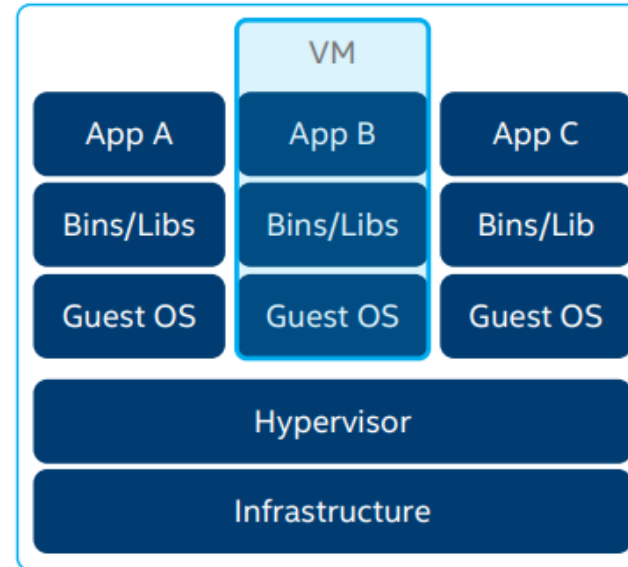 VM
App A App B App C
Bins/Libs Bins/Libs Bins/Lib
Guest OS Guest OS Guest OS
Hypervisor
Infrastructure